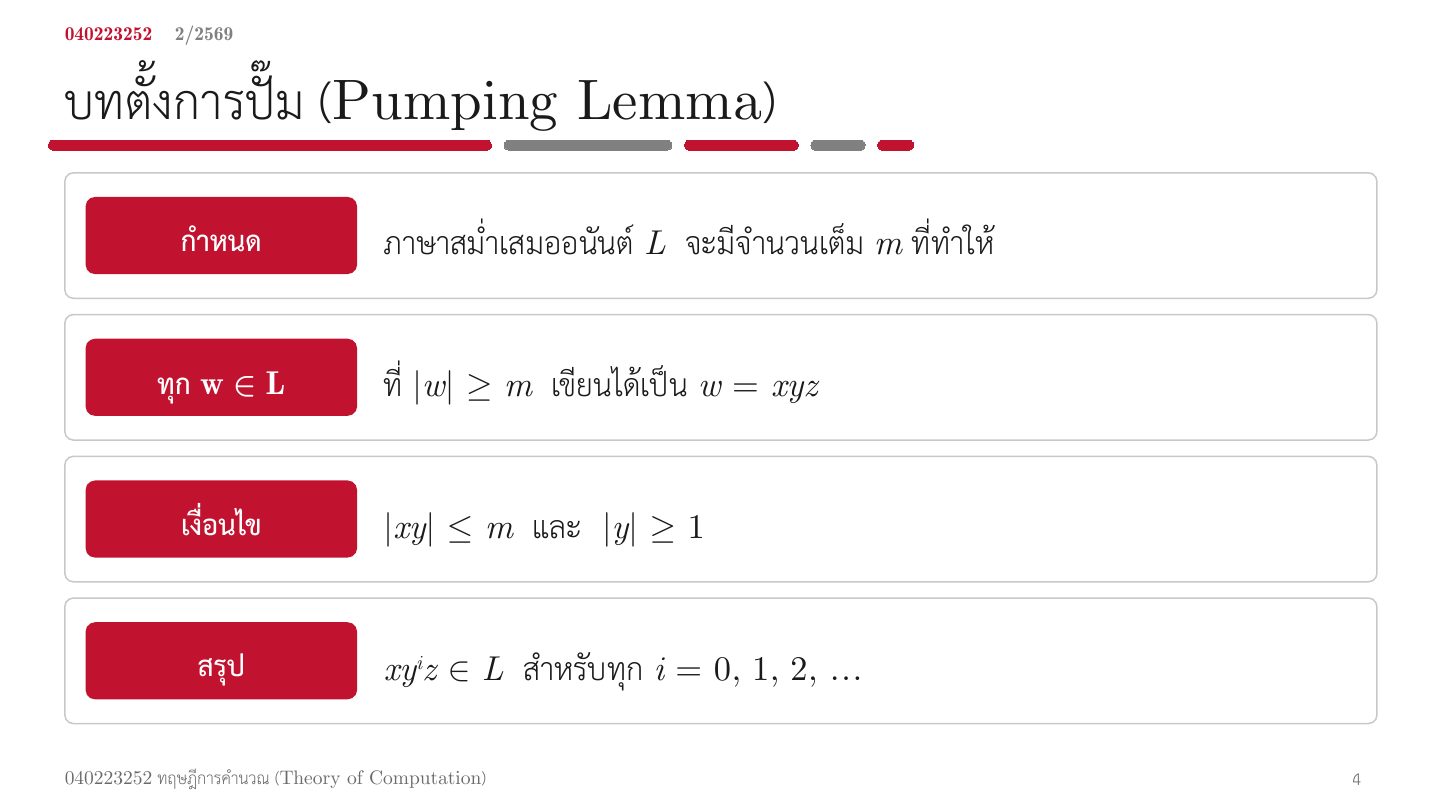 040223252 2/2569
บทตั้งการปั๊ม (Pumping Lemma)
กำหนด ภาษาสม่ำเสมออนันต์ L จะมีจำนวนเต็ม m ที่ทำให้
ทุก w ∈ L ที่ |w| ≥ m เขียนได้เป็น w = xyz
เงื่อนไข |xy| ≤ m และ |y| ≥ 1
สรุป xyⁱz ∈ L สำหรับทุก i = 0, 1, 2, …
040223252 ทฤษฎีการคำนวณ (Theory of Computation) 4